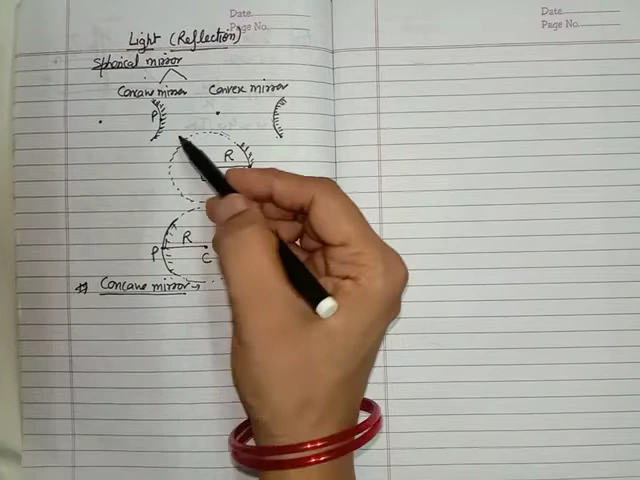 Date.
Page No.
Date.
Page No.
Light (Reflection)
Spherical mirror
Concave mirror Convex mirror
P
R
R
P C
# Concave mirror →